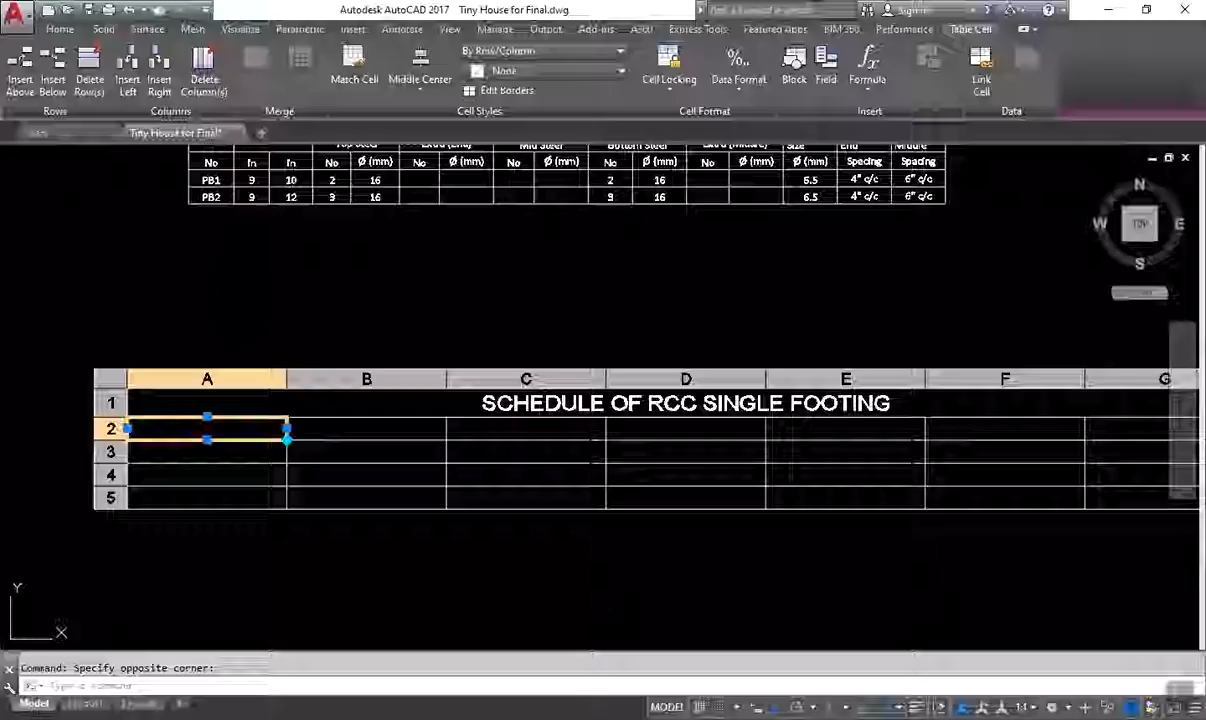 Autodesk AutoCAD 2017 Tiny House for Final.dwg
Home Solid Surface Mesh Visualize Parametric Insert Annotate View Manage Output Add-ins A360 Express Tools Featured Apps BIM 360 Performance Table Cell
By Row/Column
None
Edit Borders
Insert Above Insert Below Delete Row(s) Insert Left Insert Right Delete Column(s) Match Cell Middle Center Cell Locking Data Format Block Field Formula Link Cell
Rows Columns Merge Cell Styles Cell Format Insert Data
Tiny House for Final*
Bottom Steel
No In In No Ø (mm) No Ø (mm) No Ø (mm) No Ø (mm) No Ø (mm) Ø (mm) Spacing Spacing
PB1 9 10 2 16 2 16 6.5 4" c/c 6" c/c
PB2 9 12 3 16 3 16 6.5 4" c/c 6" c/c
N
W TOP E
S
A B C D E F G
1 SCHEDULE OF RCC SINGLE FOOTING
2
3
4
5
Y
X
Command: Specify opposite corner:
Type a command
Model
MODEL
1:1